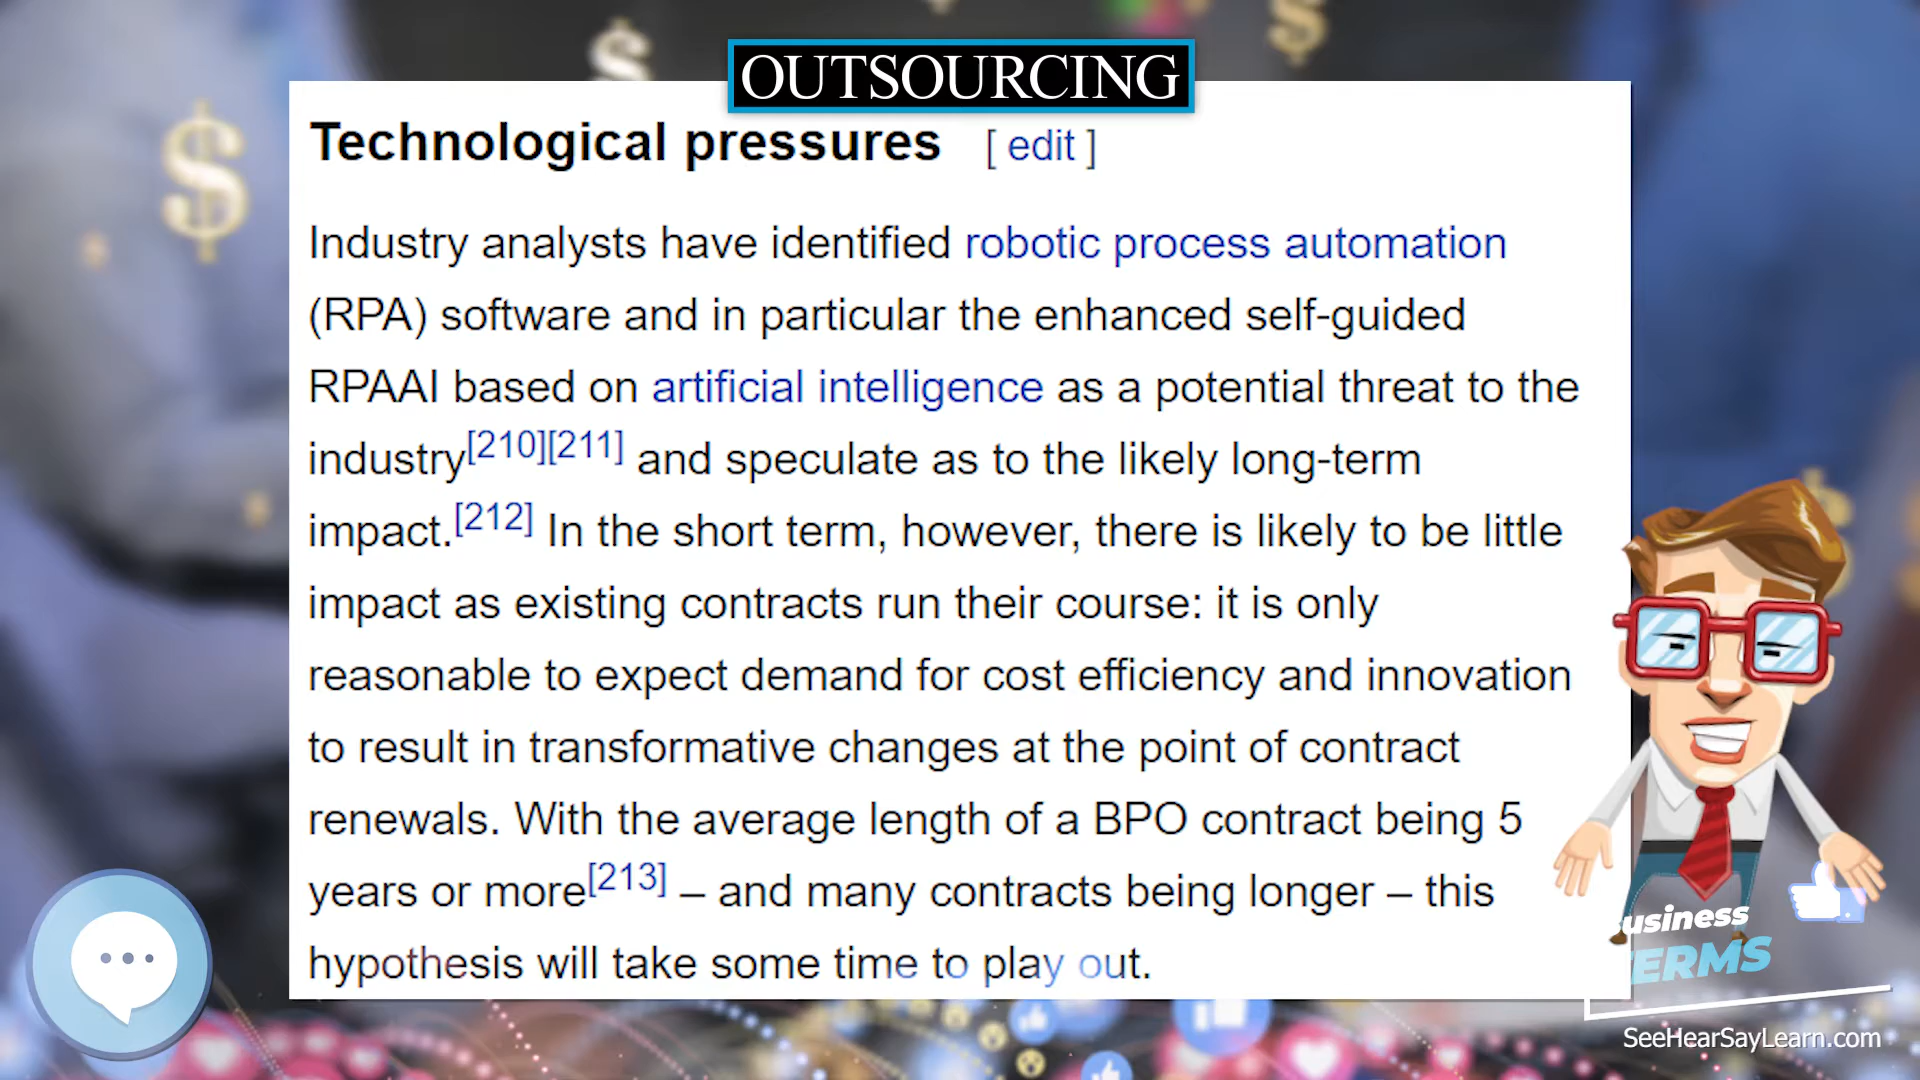 OUTSOURCING
Technological pressures [ edit ]
Industry analysts have identified robotic process automation
(RPA) software and in particular the enhanced self-guided
RPAAI based on artificial intelligence as a potential threat to the
industry[210][211] and speculate as to the likely long-term
impact.[212] In the short term, however, there is likely to be little
impact as existing contracts run their course: it is only
reasonable to expect demand for cost efficiency and innovation
to result in transformative changes at the point of contract
renewals. With the average length of a BPO contract being 5
years or more[213] – and many contracts being longer – this
hypothesis will take some time to play out.
usiness
ERMS
SeeHearSayLearn.com